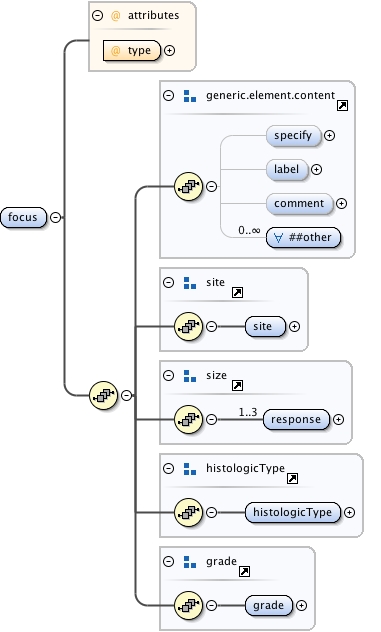 @ attributes
@ type
generic.element.content
specify
label
comment
0..∞
∀ ##other
focus
site
site
size
1..3
response
histologicType
histologicType
grade
grade